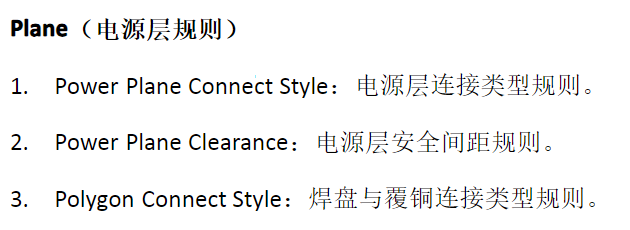 Plane（电源层规则）
1. Power Plane Connect Style：电源层连接类型规则。
2. Power Plane Clearance：电源层安全间距规则。
3. Polygon Connect Style：焊盘与覆铜连接类型规则。